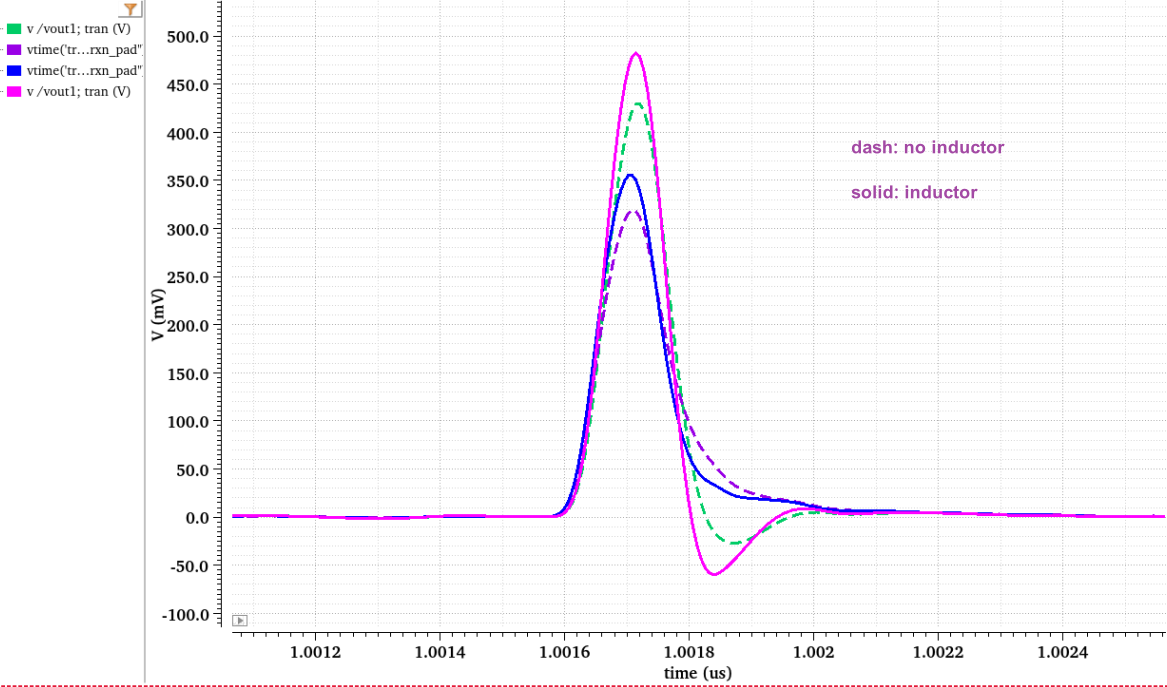 v /vout1; tran (V)
vtime('tr...rxn_pad"
vtime('tr...rxn_pad"
v /vout1; tran (V)
V (mV)
500.0
450.0
400.0
350.0
300.0
250.0
200.0
150.0
100.0
50.0
0.0
-50.0
-100.0
dash: no inductor
solid: inductor
1.0012 1.0014 1.0016 1.0018 1.002 1.0022 1.0024
time (us)